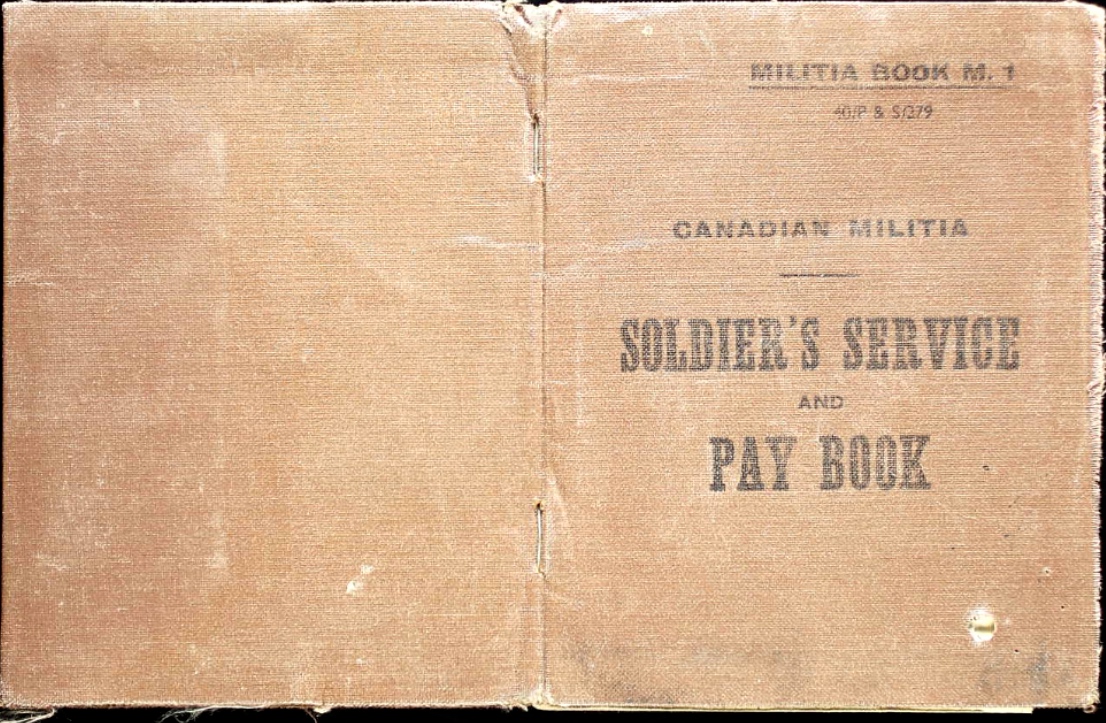 MILITIA BOOK M. 1
40/P & S/279
CANADIAN MILITIA
SOLDIER'S SERVICE
AND
PAY BOOK